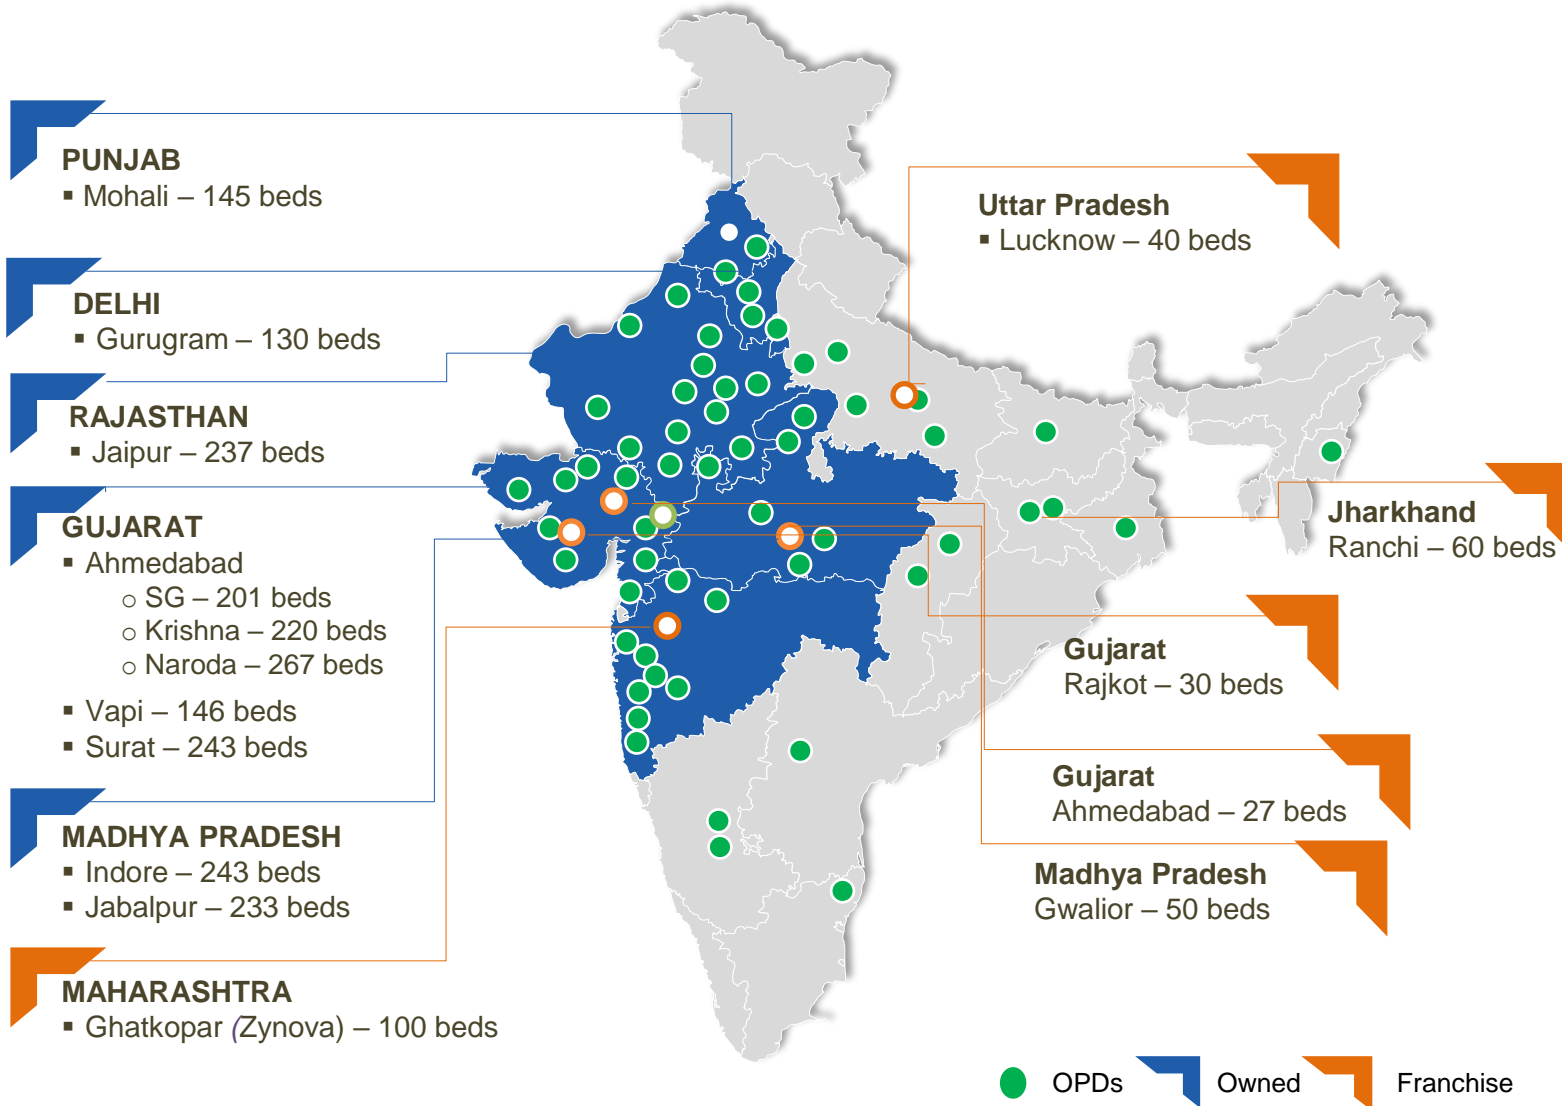 PUNJAB
▪ Mohali – 145 beds
DELHI
▪ Gurugram – 130 beds
RAJASTHAN
▪ Jaipur – 237 beds
GUJARAT
▪ Ahmedabad
o SG – 201 beds
o Krishna – 220 beds
o Naroda – 267 beds
▪ Vapi – 146 beds
▪ Surat – 243 beds
MADHYA PRADESH
▪ Indore – 243 beds
▪ Jabalpur – 233 beds
MAHARASHTRA
▪ Ghatkopar (Zynova) – 100 beds
Uttar Pradesh
▪ Lucknow – 40 beds
Jharkhand
Ranchi – 60 beds
Gujarat
Rajkot – 30 beds
Gujarat
Ahmedabad – 27 beds
Madhya Pradesh
Gwalior – 50 beds
OPDs Owned Franchise